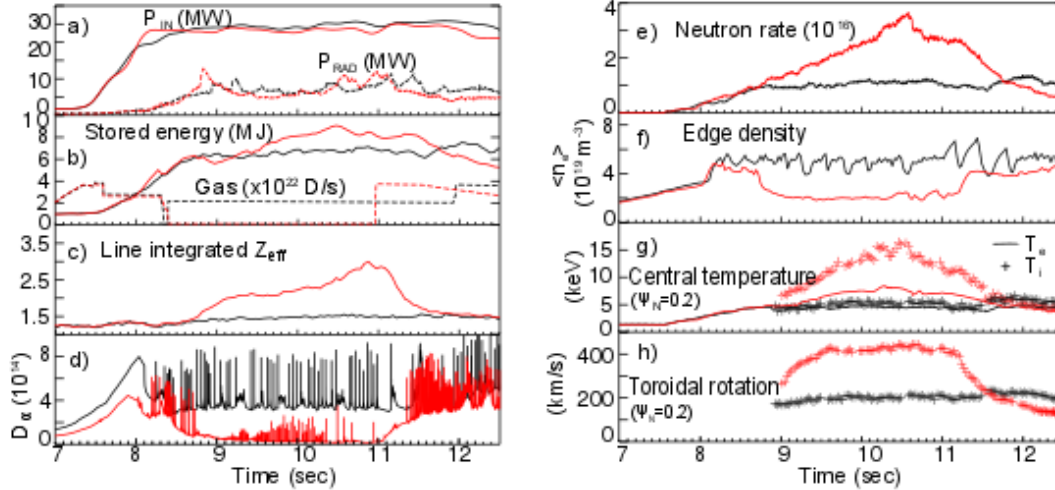 a) P_IN (MW)
P_RAD (MW)
30
20
10
0
10
b) Stored energy (MJ)
Gas (x10^22 D/s)
8
6
4
2
0
c) Line integrated Z_eff
3.5
2.5
1.5
d)
D_α (10^14)
8
4
0
7 8 9 10 11 12
Time (sec)
e) Neutron rate (10^16)
4
2
0
f) Edge density
<n_e>
(10^19 m^-3)
8
4
0
g) — T_e
+ T_i
Central temperature
(Ψ_N=0.2)
(keV)
15
10
5
0
h)
Toroidal rotation
(Ψ_N=0.2)
(km/s)
400
200
0
7 8 9 10 11 12
Time (sec)